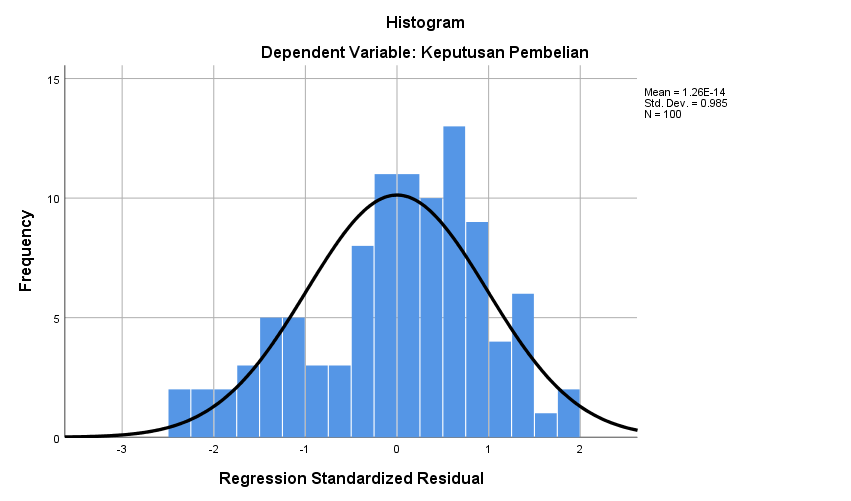 Histogram
Dependent Variable: Keputusan Pembelian
Mean = 1.26E-14
Std. Dev. = 0.985
N = 100
Frequency
15
10
5
0
-3 -2 -1 0 1 2
Regression Standardized Residual